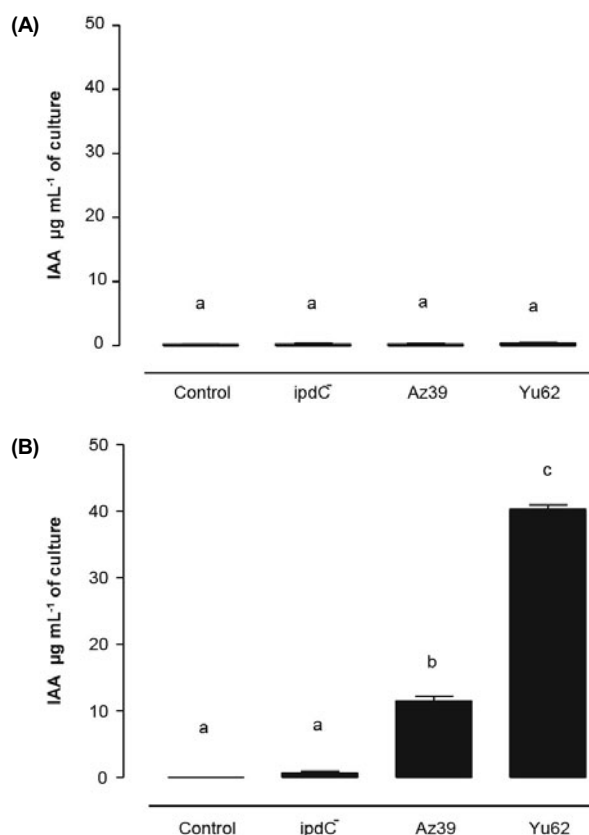 (A)
50
40
30
20
10
0
IAA µg mL⁻¹ of culture
a a a a
Control ipdC⁻ Az39 Yu62
(B)
50
40
30
20
10
0
IAA µg mL⁻¹ of culture
a a b c
Control ipdC⁻ Az39 Yu62